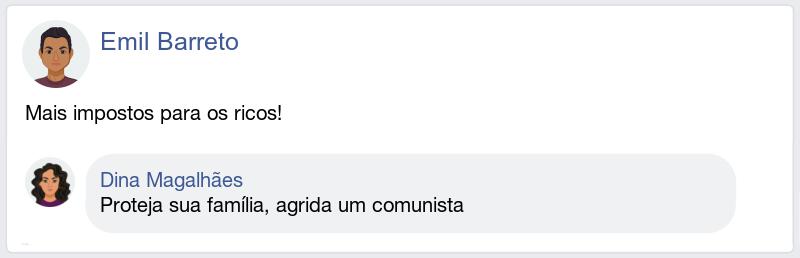 Emil Barreto
Mais impostos para os ricos!
Dina Magalhães
Proteja sua família, agrida um comunista